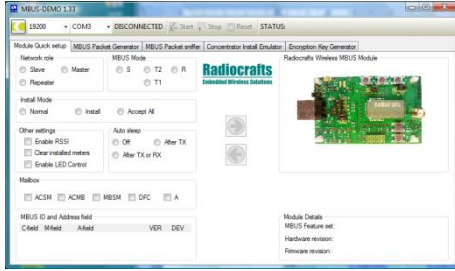 MBUS-DEMO 1.33
19200 COM3 DISCONNECTED Start Stop Reset STATUS:
Module Quick setup MBUS Packet Generator MBUS Packet sniffer Concentrator Install Emulator Encryption Key Generator
Network role MBUS Mode Radiocrafts Wireless MBUS Module
Slave Master S T2 R
Repeater T1
Radiocrafts
Embedded Wireless Solutions
Install Mode
Normal Install Accept All
Other settings Auto sleep
Enable RSSI Off After TX
Clear installed meters After TX or RX
Enable LED Control
Mailbox
ACSM ACMB MBSM DFC A
MBUS ID and Address field Module Details
C-field M-field A-field VER DEV MBUS Feature set:
Hardware revision:
Firmware revision: